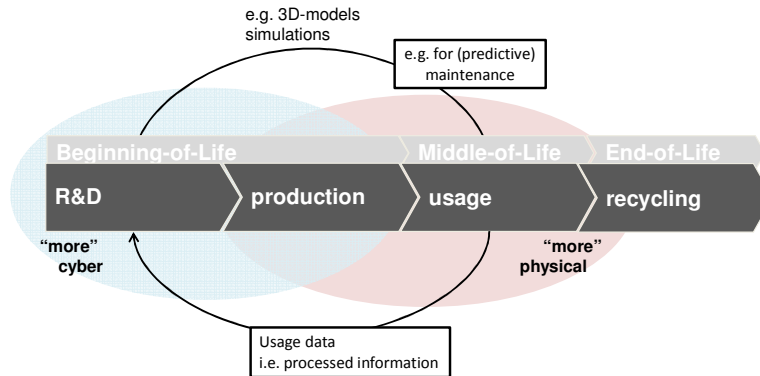 e.g. 3D-models
simulations
e.g. for (predictive)
maintenance
Beginning-of-Life
Middle-of-Life
End-of-Life
R&D
production
usage
recycling
“more”
cyber
“more”
physical
Usage data
i.e. processed information